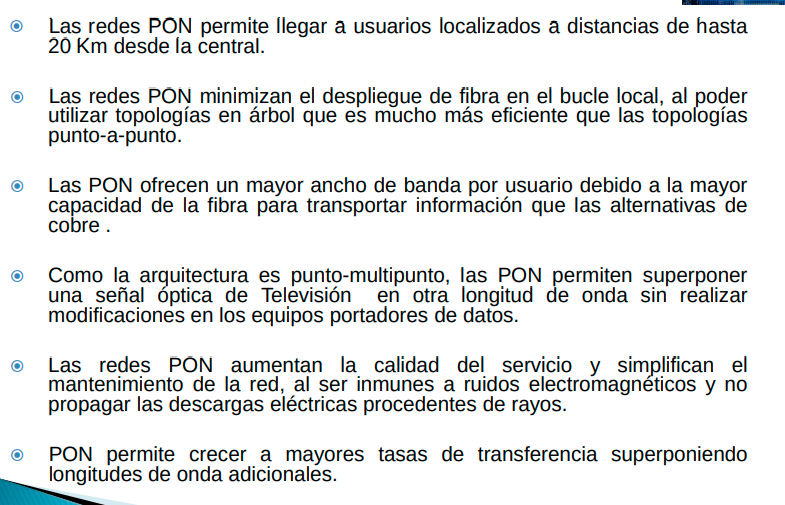 Las redes PON permite llegar a usuarios localizados a distancias de hasta
20 Km desde la central.
Las redes PON minimizan el despliegue de fibra en el bucle local, al poder
utilizar topologías en árbol que es mucho más eficiente que las topologías
punto-a-punto.
Las PON ofrecen un mayor ancho de banda por usuario debido a la mayor
capacidad de la fibra para transportar información que las alternativas de
cobre .
Como la arquitectura es punto-multipunto, las PON permiten superponer
una señal óptica de Televisión en otra longitud de onda sin realizar
modificaciones en los equipos portadores de datos.
Las redes PON aumentan la calidad del servicio y simplifican el
mantenimiento de la red, al ser inmunes a ruidos electromagnéticos y no
propagar las descargas eléctricas procedentes de rayos.
PON permite crecer a mayores tasas de transferencia superponiendo
longitudes de onda adicionales.